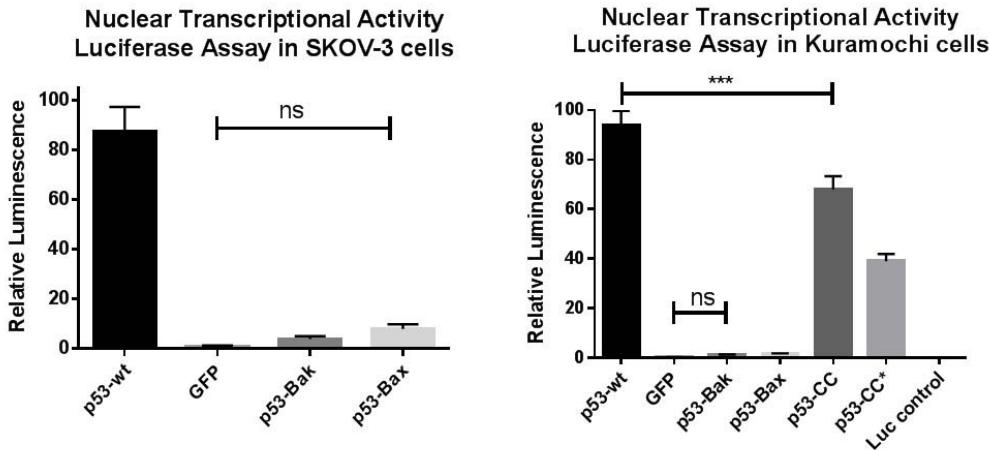 Nuclear Transcriptional Activity
Luciferase Assay in SKOV-3 cells
Relative Luminescence
100
80
60
40
20
0
ns
p53-wt
GFP
p53-Bak
p53-Bax
Nuclear Transcriptional Activity
Luciferase Assay in Kuramochi cells
Relative Luminescence
100
80
60
40
20
0
***
ns
p53-wt
GFP
p53-Bak
p53-Bax
p53-CC
p53-CC*
Luc control